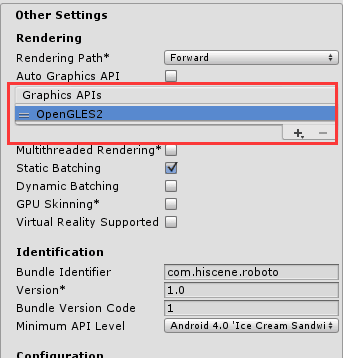 Other Settings
Rendering
Rendering Path* Forward
Auto Graphics API
Graphics APIs
OpenGLES2
Multithreaded Rendering*
Static Batching
Dynamic Batching
GPU Skinning*
Virtual Reality Supported
Identification
Bundle Identifier com.hiscene.roboto
Version* 1.0
Bundle Version Code 1
Minimum API Level Android 4.0 'Ice Cream Sandwi
Configuration